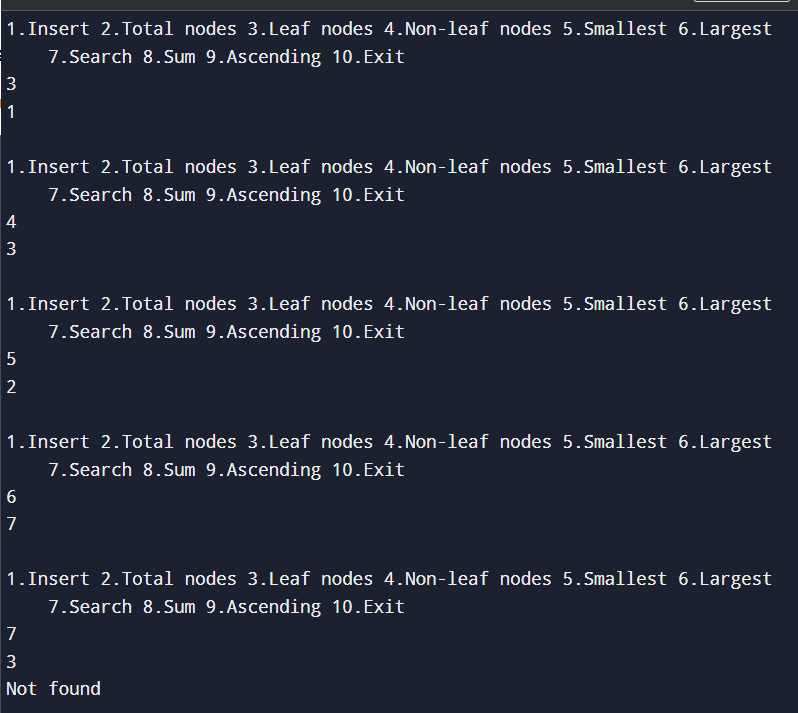 1.Insert 2.Total nodes 3.Leaf nodes 4.Non-leaf nodes 5.Smallest 6.Largest
7.Search 8.Sum 9.Ascending 10.Exit
3
1
1.Insert 2.Total nodes 3.Leaf nodes 4.Non-leaf nodes 5.Smallest 6.Largest
7.Search 8.Sum 9.Ascending 10.Exit
4
3
1.Insert 2.Total nodes 3.Leaf nodes 4.Non-leaf nodes 5.Smallest 6.Largest
7.Search 8.Sum 9.Ascending 10.Exit
5
2
1.Insert 2.Total nodes 3.Leaf nodes 4.Non-leaf nodes 5.Smallest 6.Largest
7.Search 8.Sum 9.Ascending 10.Exit
6
7
1.Insert 2.Total nodes 3.Leaf nodes 4.Non-leaf nodes 5.Smallest 6.Largest
7.Search 8.Sum 9.Ascending 10.Exit
7
3
Not found